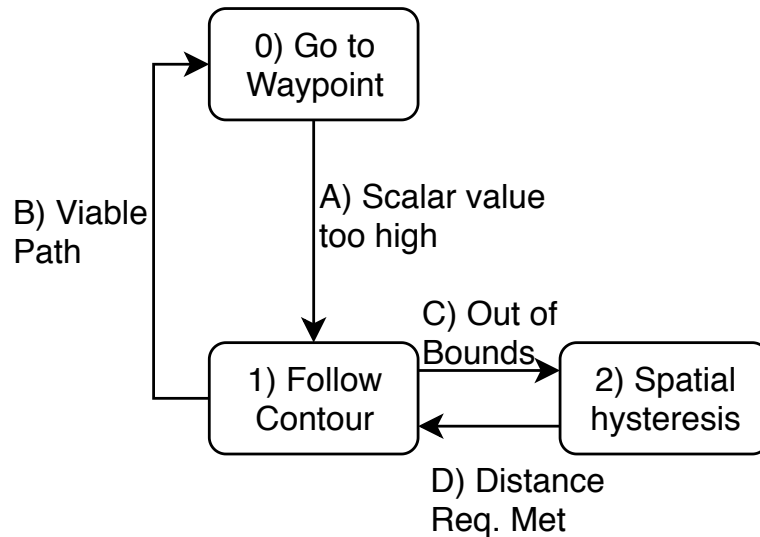 0) Go to
Waypoint
A) Scalar value
too high
B) Viable
Path
C) Out of
Bounds
1) Follow
Contour
2) Spatial
hysteresis
D) Distance
Req. Met